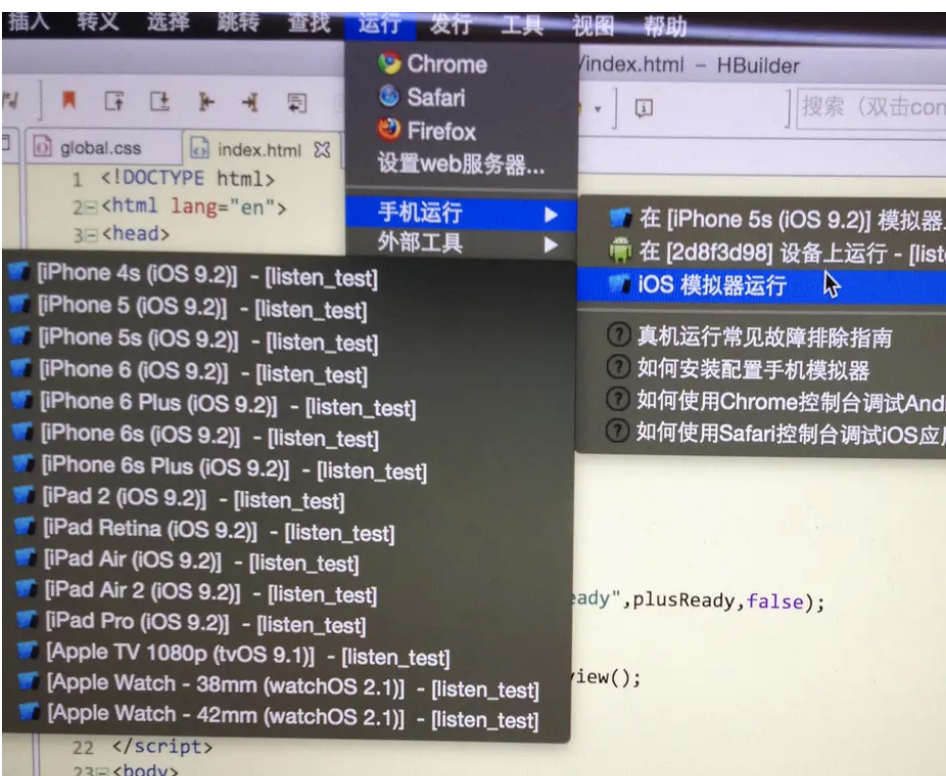 插入 转义 选择 跳转 查找 运行 发行 工具 视图 帮助
/index.html – HBuilder
搜索（双击con
Chrome
Safari
Firefox
设置web服务器...
手机运行
外部工具
global.css
index.html
1 <!DOCTYPE html>
2 <html lang="en">
3 <head>
在 [iPhone 5s (iOS 9.2)] 模拟器
在 [2d8f3d98] 设备上运行 - [list
iOS 模拟器运行
真机运行常见故障排除指南
如何安装配置手机模拟器
如何使用Chrome控制台调试And
如何使用Safari控制台调试iOS应
[iPhone 4s (iOS 9.2)] - [listen_test]
[iPhone 5 (iOS 9.2)] - [listen_test]
[iPhone 5s (iOS 9.2)] - [listen_test]
[iPhone 6 (iOS 9.2)] - [listen_test]
[iPhone 6 Plus (iOS 9.2)] - [listen_test]
[iPhone 6s (iOS 9.2)] - [listen_test]
[iPhone 6s Plus (iOS 9.2)] - [listen_test]
[iPad 2 (iOS 9.2)] - [listen_test]
[iPad Retina (iOS 9.2)] - [listen_test]
[iPad Air (iOS 9.2)] - [listen_test]
[iPad Air 2 (iOS 9.2)] - [listen_test]
[iPad Pro (iOS 9.2)] - [listen_test]
[Apple TV 1080p (tvOS 9.1)] - [listen_test]
[Apple Watch - 38mm (watchOS 2.1)] - [listen_test]
[Apple Watch - 42mm (watchOS 2.1)] - [listen_test]
eady",plusReady,false);
view();
22 </script>
23 <body>